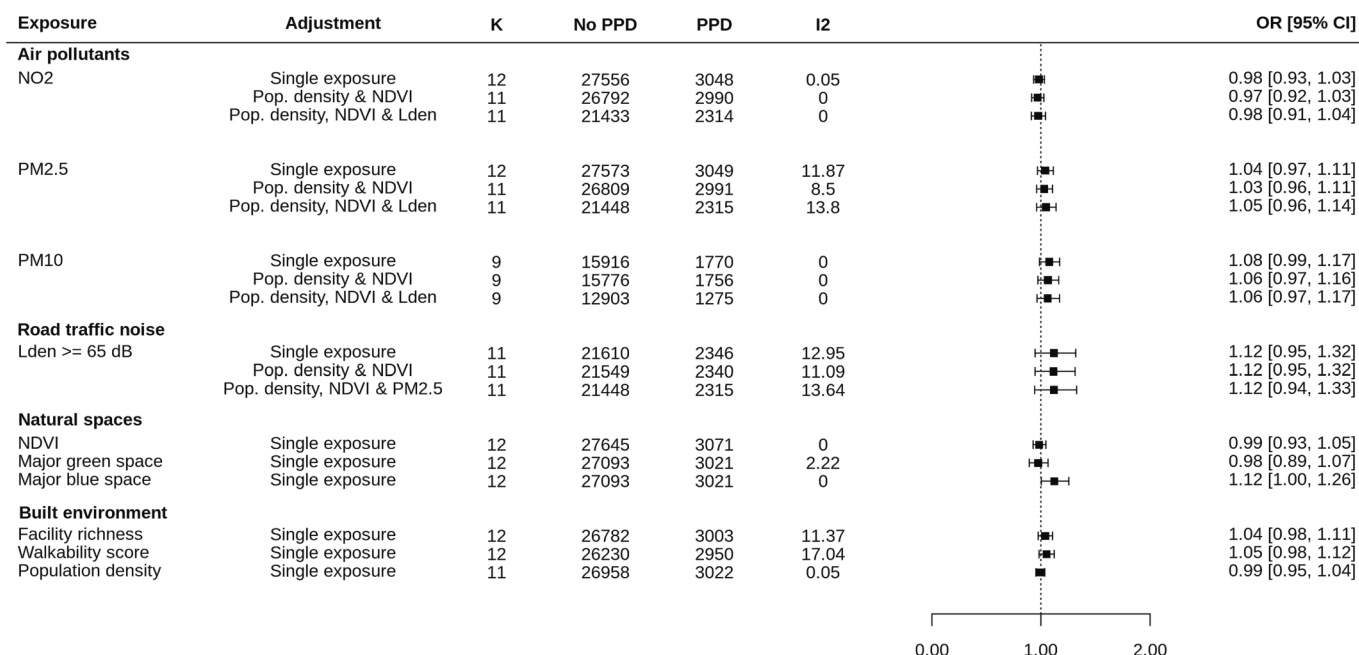 Exposure Adjustment K No PPD PPD I2 OR [95% CI]
Air pollutants
NO2 Single exposure 12 27556 3048 0.05 0.98 [0.93, 1.03]
Pop. density & NDVI 11 26792 2990 0 0.97 [0.92, 1.03]
Pop. density, NDVI & Lden 11 21433 2314 0 0.98 [0.91, 1.04]
PM2.5 Single exposure 12 27573 3049 11.87 1.04 [0.97, 1.11]
Pop. density & NDVI 11 26809 2991 8.5 1.03 [0.96, 1.11]
Pop. density, NDVI & Lden 11 21448 2315 13.8 1.05 [0.96, 1.14]
PM10 Single exposure 9 15916 1770 0 1.08 [0.99, 1.17]
Pop. density & NDVI 9 15776 1756 0 1.06 [0.97, 1.16]
Pop. density, NDVI & Lden 9 12903 1275 0 1.06 [0.97, 1.17]
Road traffic noise
Lden >= 65 dB Single exposure 11 21610 2346 12.95 1.12 [0.95, 1.32]
Pop. density & NDVI 11 21549 2340 11.09 1.12 [0.95, 1.32]
Pop. density, NDVI & PM2.5 11 21448 2315 13.64 1.12 [0.94, 1.33]
Natural spaces
NDVI Single exposure 12 27645 3071 0 0.99 [0.93, 1.05]
Major green space Single exposure 12 27093 3021 2.22 0.98 [0.89, 1.07]
Major blue space Single exposure 12 27093 3021 0 1.12 [1.00, 1.26]
Built environment
Facility richness Single exposure 12 26782 3003 11.37 1.04 [0.98, 1.11]
Walkability score Single exposure 12 26230 2950 17.04 1.05 [0.98, 1.12]
Population density Single exposure 11 26958 3022 0.05 0.99 [0.95, 1.04]
0.00 1.00 2.00